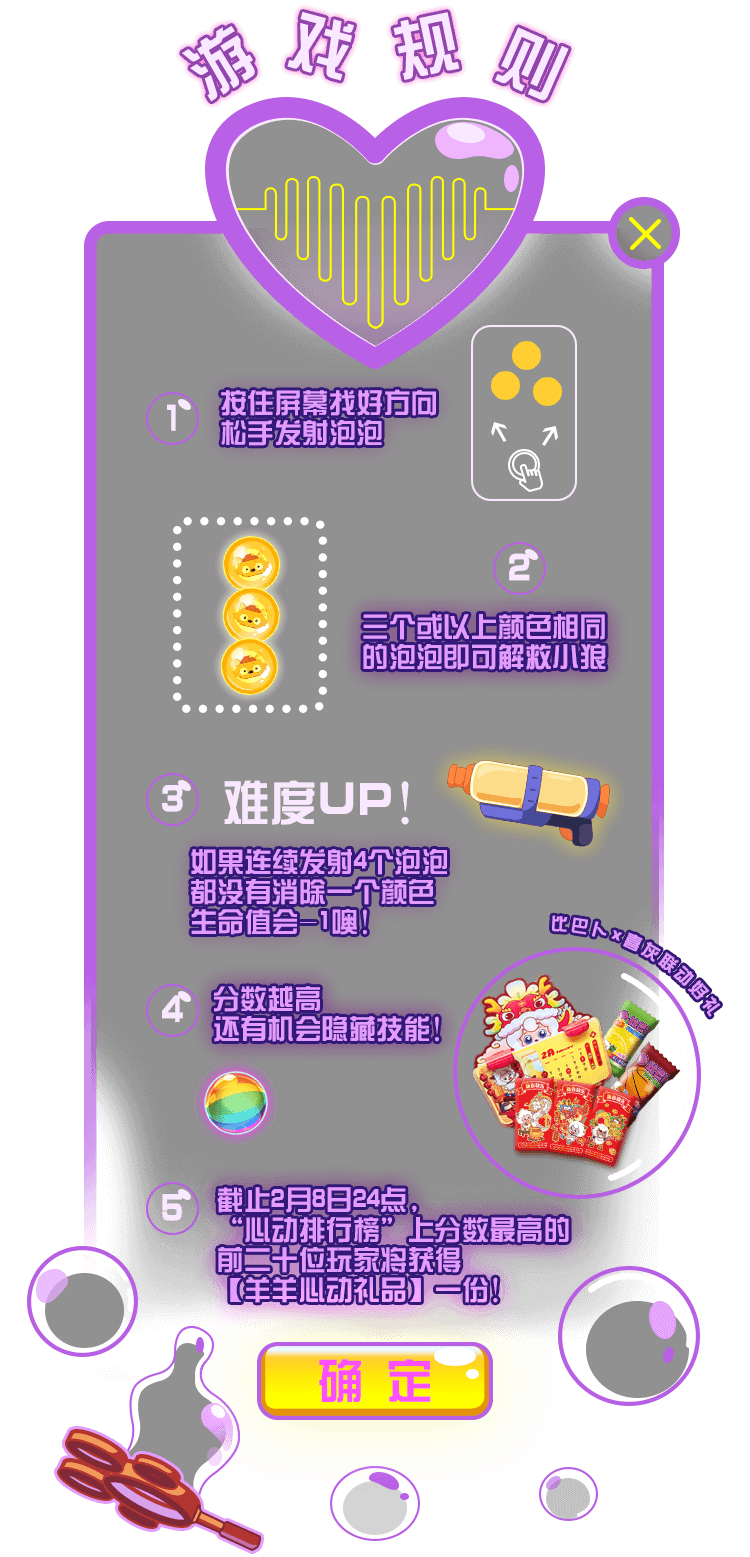 游戏规则
1
按住屏幕找好方向
松手发射泡泡
2
三个或以上颜色相同
的泡泡即可解救小狼
3
难度UP!
如果连续发射4个泡泡
都没有消除一个颜色
生命值会-1噢!
比巴卜x喜灰联动好礼
4
分数越高
还有机会隐藏技能!
5
截止2月8日24点,
“心动排行榜”上分数最高的
前二十位玩家将获得
【羊羊心动礼品】一份!
确定